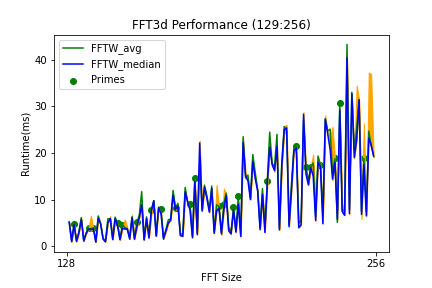 FFT3d Performance (129:256)
FFTW_avg
FFTW_median
Primes
Runtime(ms)
40
30
20
10
0
128
256
FFT Size